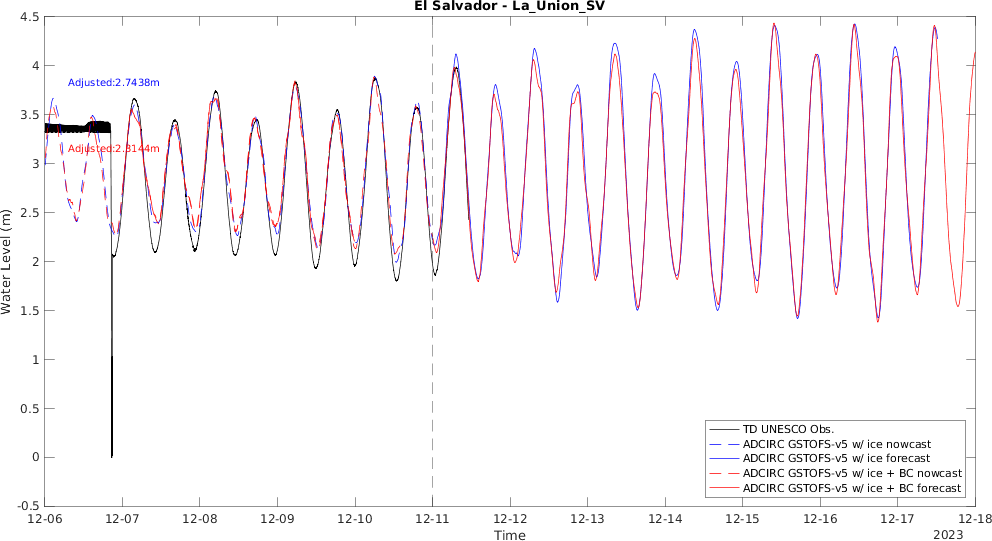 El Salvador - La_Union_SV
Water Level (m)
4.5
4
3.5
3
2.5
2
1.5
1
0.5
0
-0.5
Adjusted:2.7438m
Adjusted:2.3144m
TD UNESCO Obs.
ADCIRC GSTOFS-v5 w/ ice nowcast
ADCIRC GSTOFS-v5 w/ ice forecast
ADCIRC GSTOFS-v5 w/ ice + BC nowcast
ADCIRC GSTOFS-v5 w/ ice + BC forecast
12-06 12-07 12-08 12-09 12-10 12-11 12-12 12-13 12-14 12-15 12-16 12-17 12-18
Time
2023